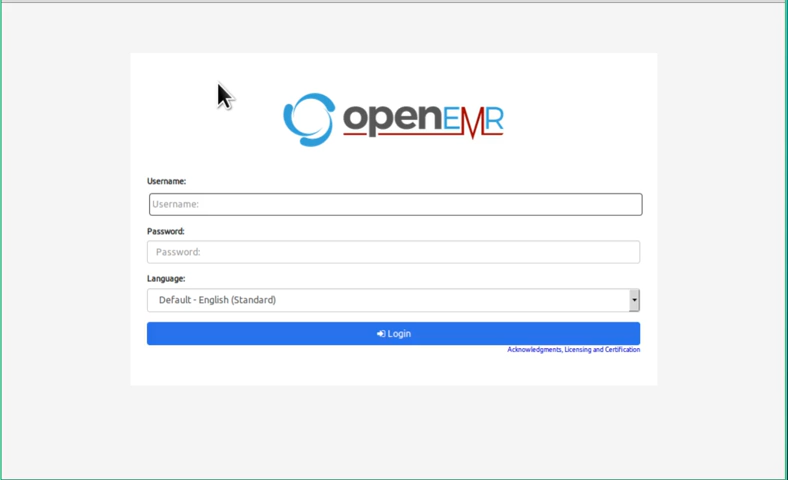 openEMR
Username:
Username:
Password:
Password:
Language:
Default - English (Standard)
Login
Acknowledgments, Licensing and Certification